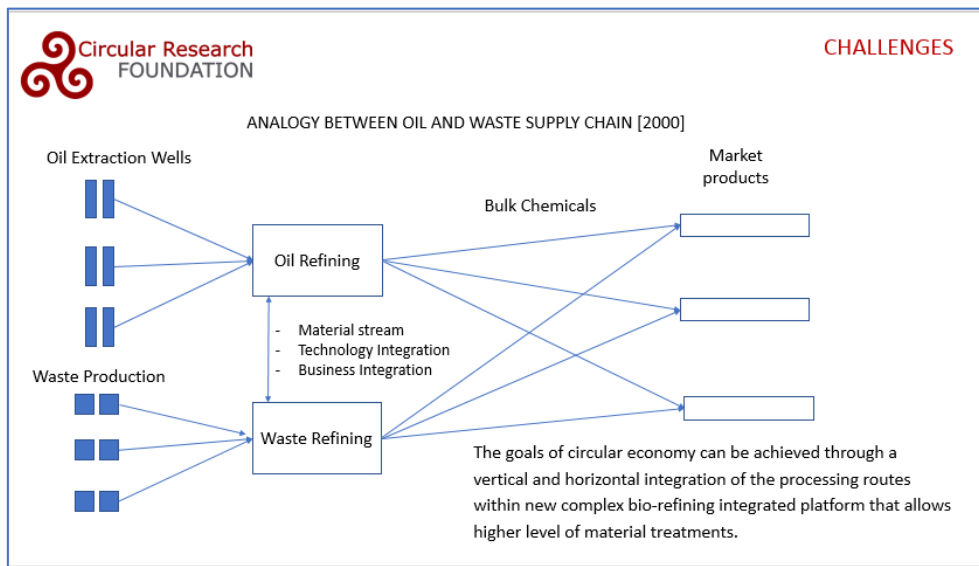 Circular Research
FOUNDATION
CHALLENGES
ANALOGY BETWEEN OIL AND WASTE SUPPLY CHAIN [2000]
Oil Extraction Wells
Market
products
Bulk Chemicals
Oil Refining
- Material stream
- Technology Integration
- Business Integration
Waste Production
Waste Refining
The goals of circular economy can be achieved through a
vertical and horizontal integration of the processing routes
within new complex bio-refining integrated platform that allows
higher level of material treatments.